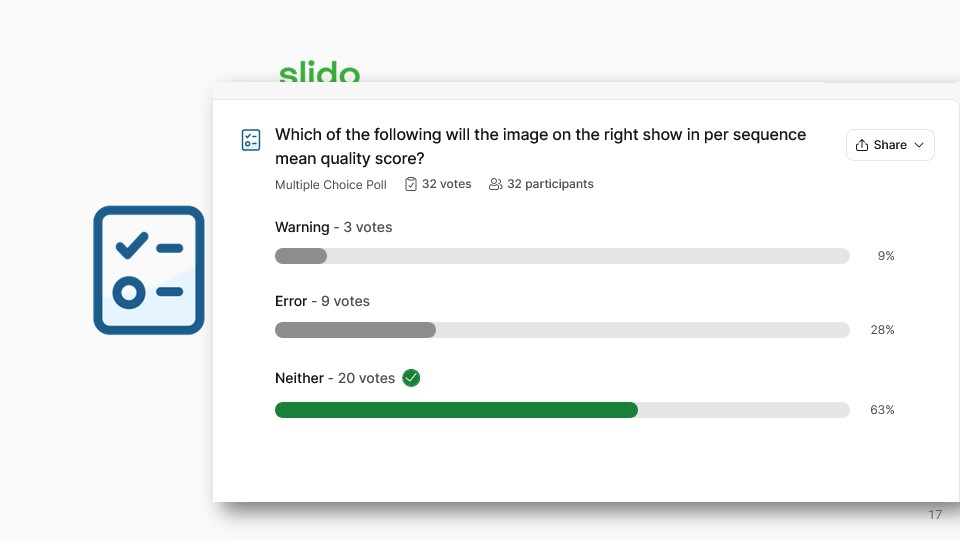 slido
Which of the following will the image on the right show in per sequence
mean quality score?
Share
Multiple Choice Poll 32 votes 32 participants
Warning - 3 votes
9%
Error - 9 votes
28%
Neither - 20 votes
63%
17